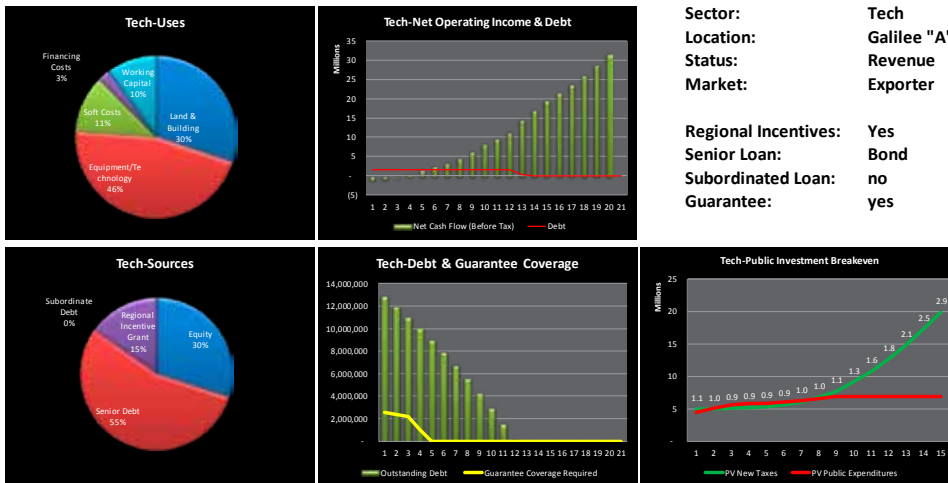 Tech-Uses
Financing
Costs
3%
Working
Capital
10%
Soft Costs
11%
Land &
Building
30%
Equipment/Te
chnology
46%
Tech-Net Operating Income & Debt
Millions
35
30
25
20
15
10
5
-
(5)
1 2 3 4 5 6 7 8 9 10 11 12 13 14 15 16 17 18 19 20 21
Net Cash Flow (Before Tax) Debt
Sector: Tech
Location: Galilee "A"
Status: Revenue
Market: Exporter
Regional Incentives: Yes
Senior Loan: Bond
Subordinated Loan: no
Guarantee: yes
Tech-Sources
Subordinate
Debt
0%
Regional
Incentive
Grant
15%
Equity
30%
Senior Debt
55%
Tech-Debt & Guarantee Coverage
14,000,000
12,000,000
10,000,000
8,000,000
6,000,000
4,000,000
2,000,000
-
1 2 3 4 5 6 7 8 9 10 11 12 13 14 15 16 17 18 19 20 21
Outstanding Debt Guarantee Coverage Required
Tech-Public Investment Breakeven
Millions
25
20
15
10
5
-
1.1 1.0 0.9 0.9 0.9 0.9 1.0 1.0 1.1 1.3 1.6 1.8 2.1 2.5 2.9
1 2 3 4 5 6 7 8 9 10 11 12 13 14 15
PV New Taxes PV Public Expenditures